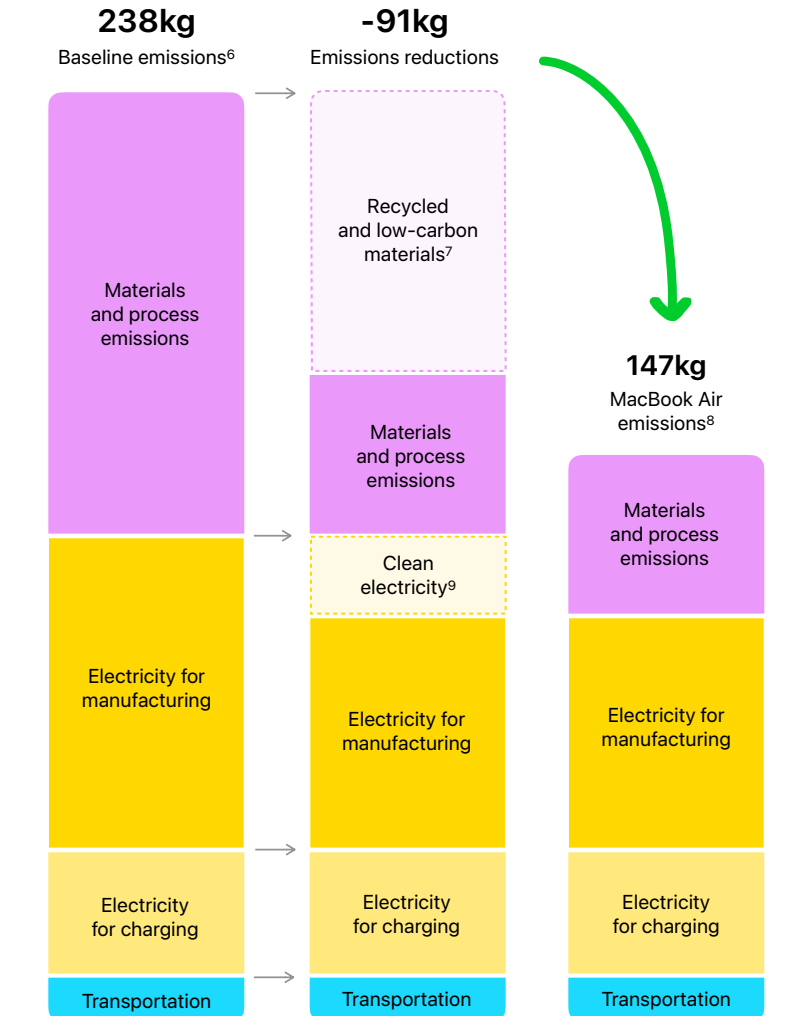 238kg
Baseline emissions⁶
Materials
and process
emissions
Electricity for
manufacturing
Electricity
for charging
Transportation
-91kg
Emissions reductions
Recycled
and low-carbon
materials⁷
Materials
and process
emissions
Clean
electricity⁹
Electricity for
manufacturing
Electricity
for charging
Transportation
147kg
MacBook Air
emissions⁸
Materials
and process
emissions
Electricity for
manufacturing
Electricity
for charging
Transportation